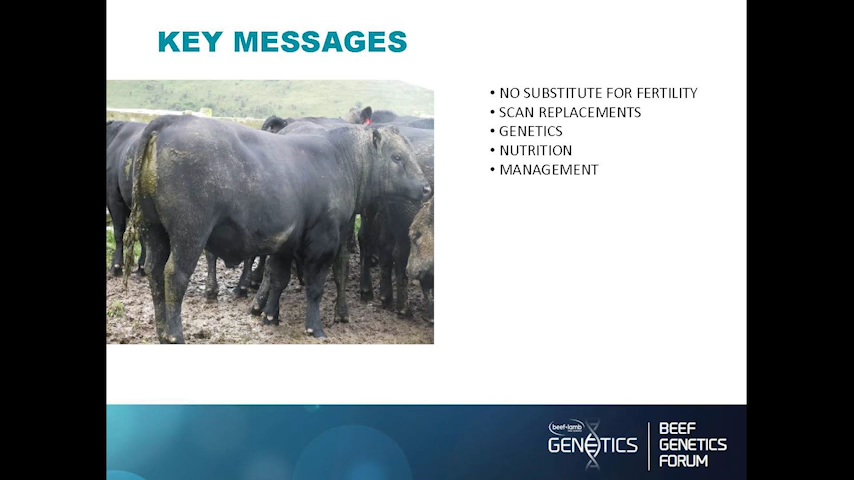 KEY MESSAGES
• NO SUBSTITUTE FOR FERTILITY
• SCAN REPLACEMENTS
• GENETICS
• NUTRITION
• MANAGEMENT
beef+lamb
GENETICS
BEEF
GENETICS
FORUM